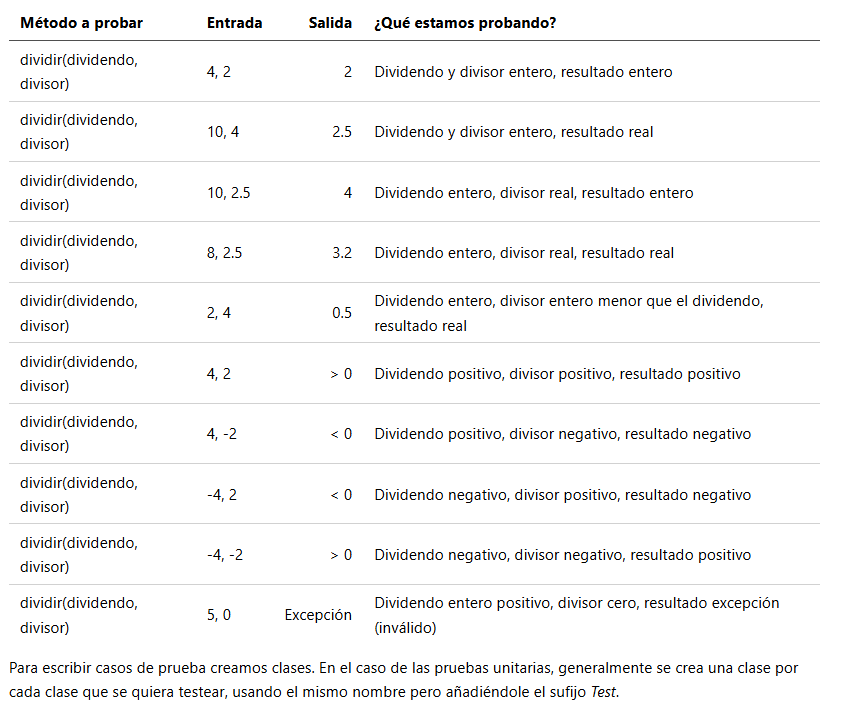 Método a probar Entrada Salida ¿Qué estamos probando?
dividir(dividendo,
divisor) 4, 2 2 Dividendo y divisor entero, resultado entero
dividir(dividendo,
divisor) 10, 4 2.5 Dividendo y divisor entero, resultado real
dividir(dividendo,
divisor) 10, 2.5 4 Dividendo entero, divisor real, resultado entero
dividir(dividendo,
divisor) 8, 2.5 3.2 Dividendo entero, divisor real, resultado real
dividir(dividendo,
divisor) 2, 4 0.5 Dividendo entero, divisor entero menor que el dividendo,
resultado real
dividir(dividendo,
divisor) 4, 2 > 0 Dividendo positivo, divisor positivo, resultado positivo
dividir(dividendo,
divisor) 4, -2 < 0 Dividendo positivo, divisor negativo, resultado negativo
dividir(dividendo,
divisor) -4, 2 < 0 Dividendo negativo, divisor positivo, resultado negativo
dividir(dividendo,
divisor) -4, -2 > 0 Dividendo negativo, divisor negativo, resultado positivo
dividir(dividendo,
divisor) 5, 0 Excepción Dividendo entero positivo, divisor cero, resultado excepción
(inválido)
Para escribir casos de prueba creamos clases. En el caso de las pruebas unitarias, generalmente se crea una clase por
cada clase que se quiera testear, usando el mismo nombre pero añadiéndole el sufijo Test.